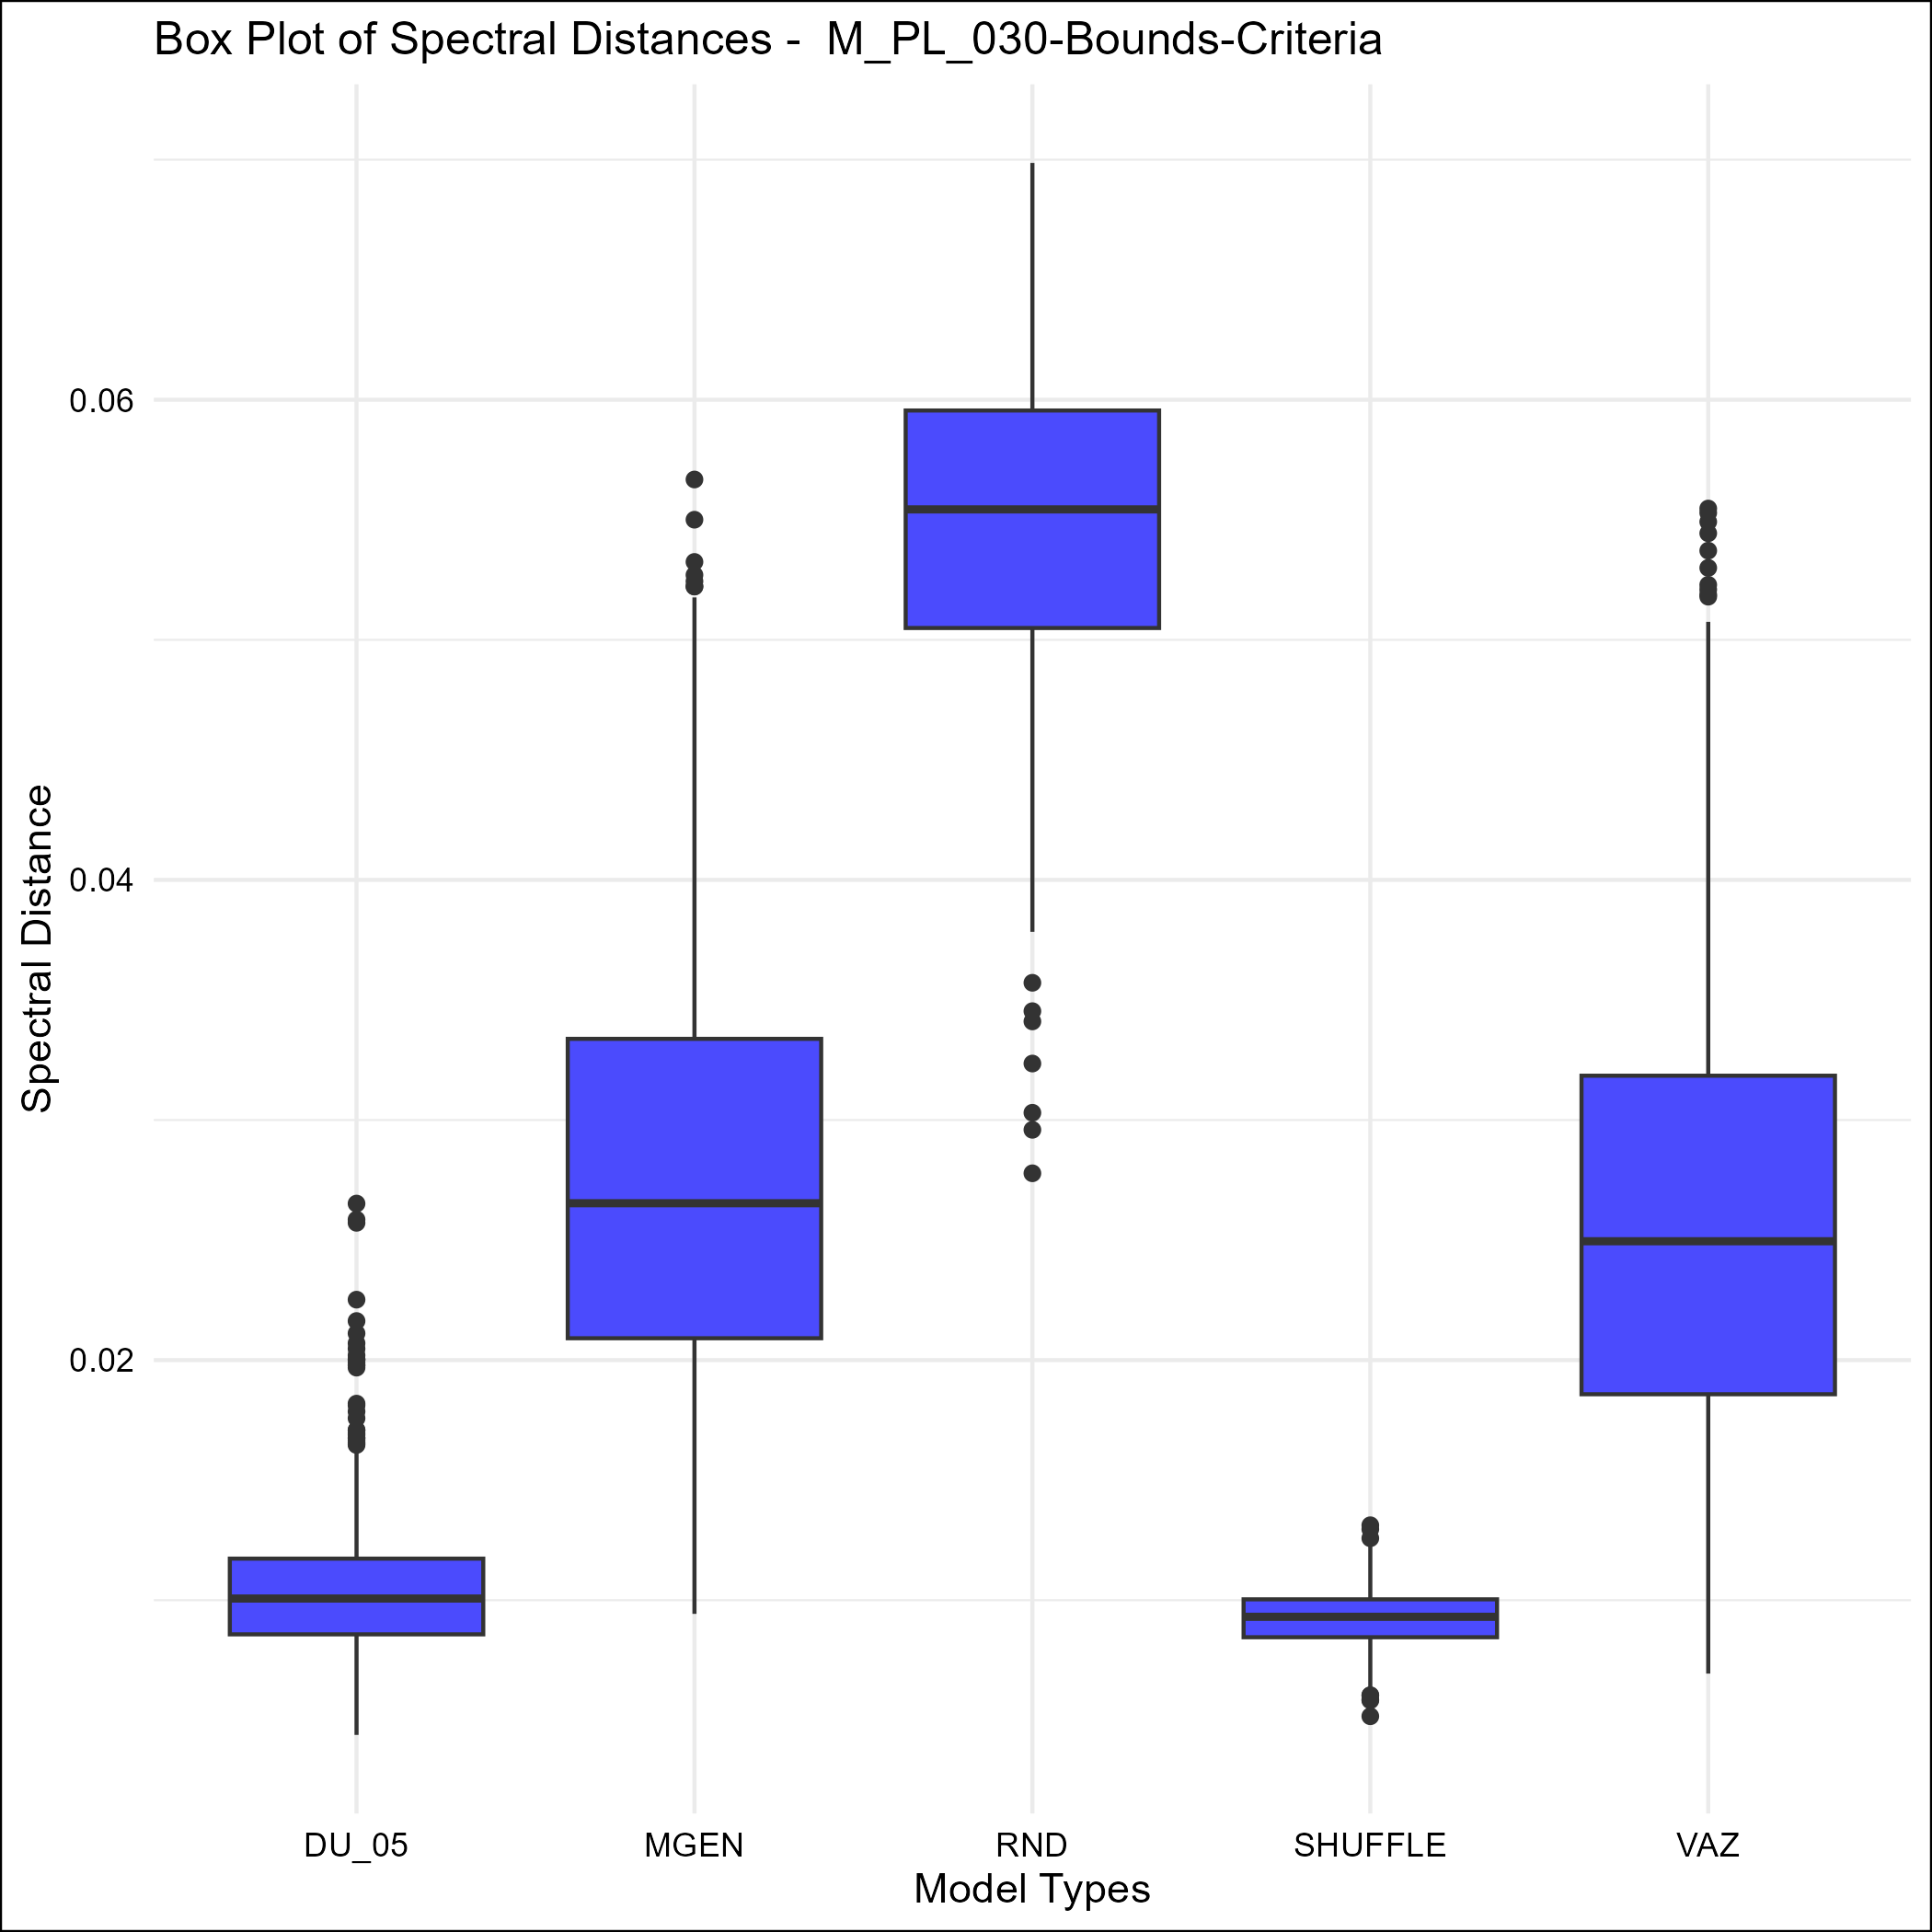 Box Plot of Spectral Distances -  M_PL_030-Bounds-Criteria
Spectral Distance
0.06
0.04
0.02
DU_05
MGEN
RND
SHUFFLE
VAZ
Model Types